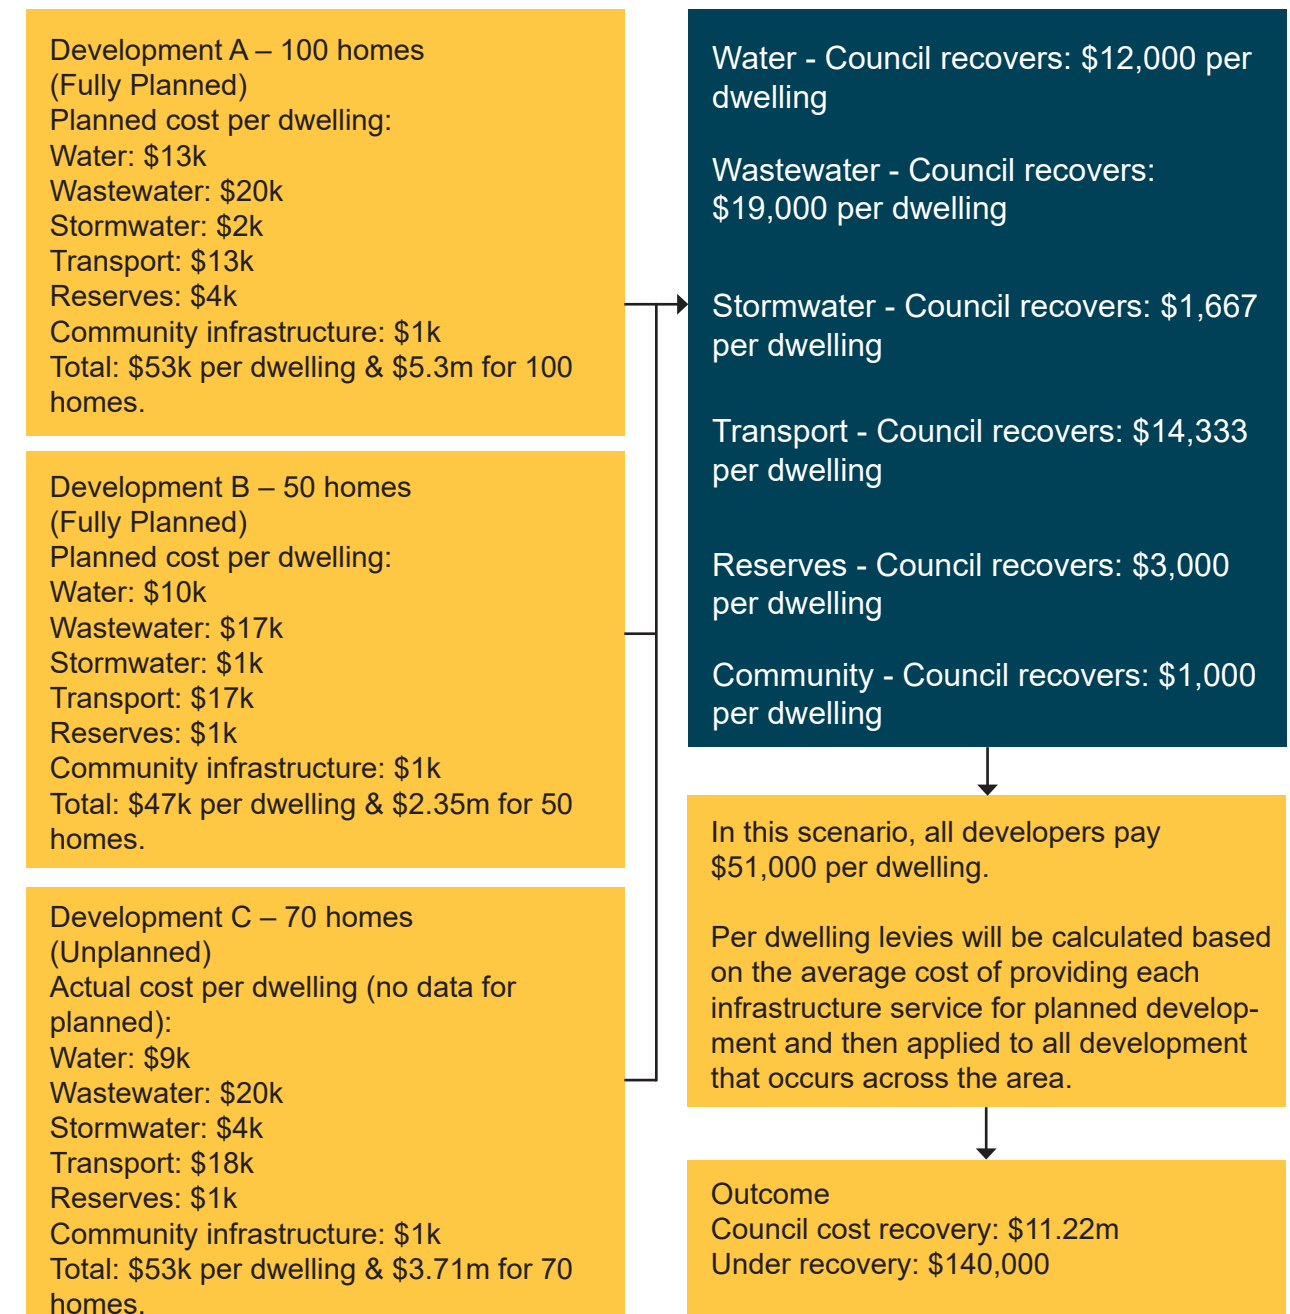 Development A – 100 homes
(Fully Planned)
Planned cost per dwelling:
Water: $13k
Wastewater: $20k
Stormwater: $2k
Transport: $13k
Reserves: $4k
Community infrastructure: $1k
Total: $53k per dwelling & $5.3m for 100
homes.
Development B – 50 homes
(Fully Planned)
Planned cost per dwelling:
Water: $10k
Wastewater: $17k
Stormwater: $1k
Transport: $17k
Reserves: $1k
Community infrastructure: $1k
Total: $47k per dwelling & $2.35m for 50
homes.
Development C – 70 homes
(Unplanned)
Actual cost per dwelling (no data for
planned):
Water: $9k
Wastewater: $20k
Stormwater: $4k
Transport: $18k
Reserves: $1k
Community infrastructure: $1k
Total: $53k per dwelling & $3.71m for 70
homes.
Water - Council recovers: $12,000 per
dwelling
Wastewater - Council recovers:
$19,000 per dwelling
Stormwater - Council recovers: $1,667
per dwelling
Transport - Council recovers: $14,333
per dwelling
Reserves - Council recovers: $3,000
per dwelling
Community - Council recovers: $1,000
per dwelling
In this scenario, all developers pay
$51,000 per dwelling.
Per dwelling levies will be calculated based
on the average cost of providing each
infrastructure service for planned develop-
ment and then applied to all development
that occurs across the area.
Outcome
Council cost recovery: $11.22m
Under recovery: $140,000